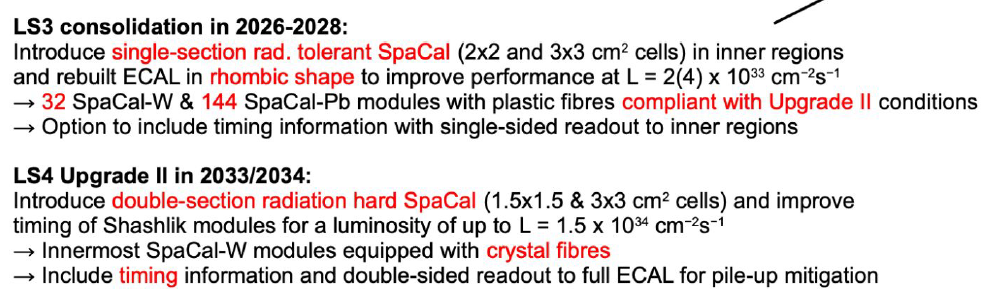 LS3 consolidation in 2026-2028:
Introduce single-section rad. tolerant SpaCal (2x2 and 3x3 cm² cells) in inner regions
and rebuilt ECAL in rhombic shape to improve performance at L = 2(4) x 10³³ cm⁻²s⁻¹
→ 32 SpaCal-W & 144 SpaCal-Pb modules with plastic fibres compliant with Upgrade II conditions
→ Option to include timing information with single-sided readout to inner regions
LS4 Upgrade II in 2033/2034:
Introduce double-section radiation hard SpaCal (1.5x1.5 & 3x3 cm² cells) and improve
timing of Shashlik modules for a luminosity of up to L = 1.5 x 10³⁴ cm⁻²s⁻¹
→ Innermost SpaCal-W modules equipped with crystal fibres
→ Include timing information and double-sided readout to full ECAL for pile-up mitigation